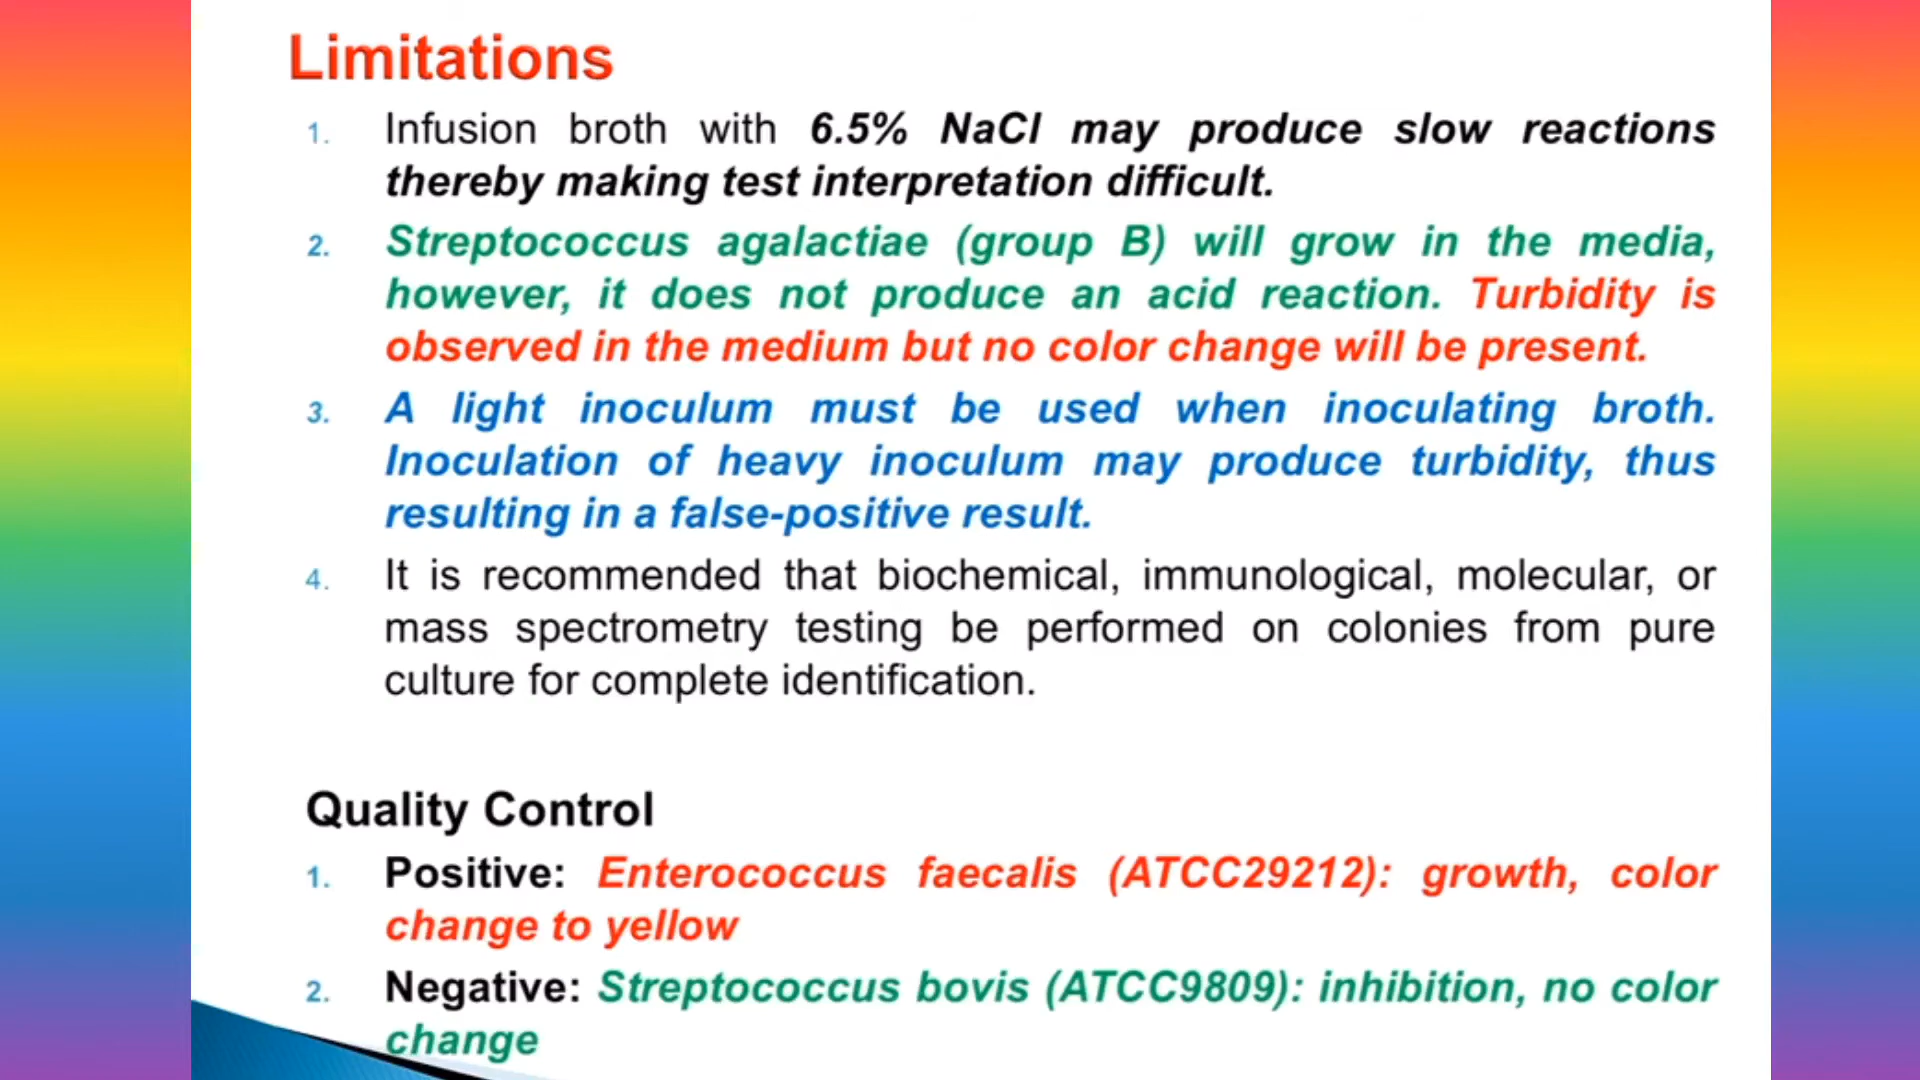 Limitations
1. Infusion broth with 6.5% NaCl may produce slow reactions
thereby making test interpretation difficult.
2. Streptococcus agalactiae (group B) will grow in the media,
however, it does not produce an acid reaction. Turbidity is
observed in the medium but no color change will be present.
3. A light inoculum must be used when inoculating broth.
Inoculation of heavy inoculum may produce turbidity, thus
resulting in a false-positive result.
4. It is recommended that biochemical, immunological, molecular, or
mass spectrometry testing be performed on colonies from pure
culture for complete identification.
Quality Control
1. Positive: Enterococcus faecalis (ATCC29212): growth, color
change to yellow
2. Negative: Streptococcus bovis (ATCC9809): inhibition, no color
change